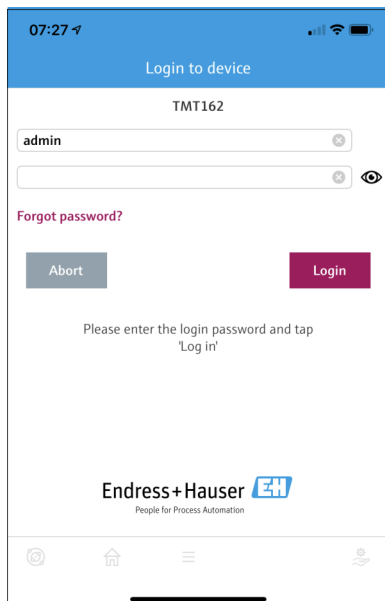 07:27
Login to device
TMT162
admin
Forgot password?
Abort
Login
Please enter the login password and tap
'Log in'
Endress+Hauser EH
People for Process Automation